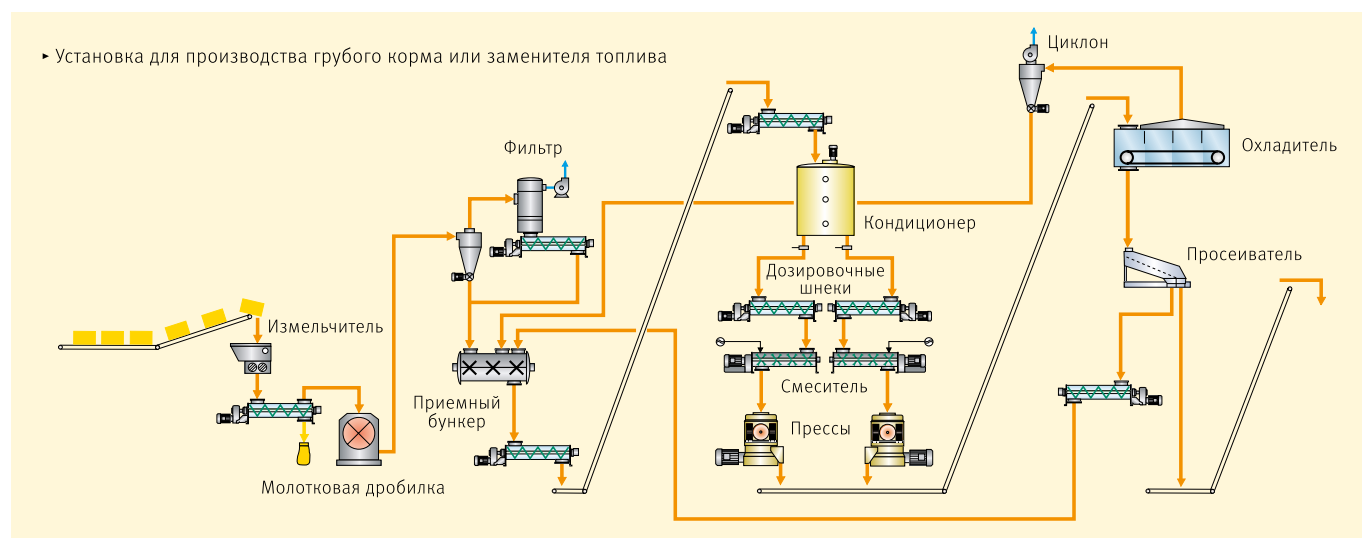 ▸ Установка для производства грубого корма или заменителя топлива
Циклон
Охладитель
Фильтр
Кондиционер
Просеиватель
Дозировочные
шнеки
Измельчитель
Смеситель
Приемный
бункер
Прессы
Молотковая дробилка